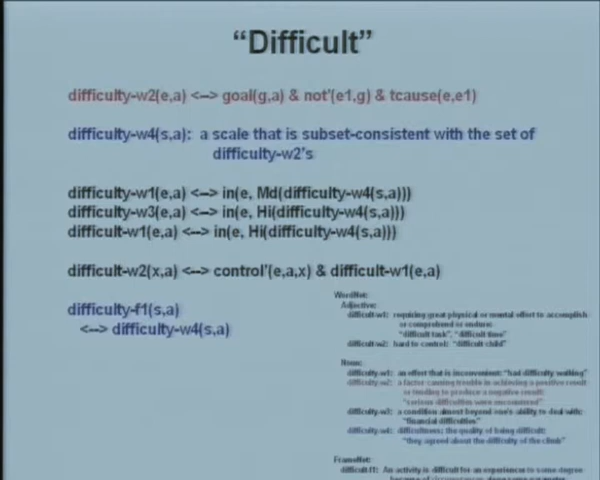 “Difficult”
difficulty-w2(e,a) <--> goal(g,a) & not'(e1,g) & tcause(e,e1)
difficulty-w4(s,a): a scale that is subset-consistent with the set of
difficulty-w2's
difficulty-w1(e,a) <--> in(e, Md(difficulty-w4(s,a)))
difficulty-w3(e,a) <--> in(e, Hi(difficulty-w4(s,a)))
difficult-w1(e,a) <--> in(e, Hi(difficulty-w4(s,a)))
difficult-w2(x,a) <--> control'(e,a,x) & difficult-w1(e,a)
difficulty-f1(s,a)
<--> difficulty-w4(s,a)
WordNet:
Adjective:
difficult-w1: requiring great physical or mental effort to accomplish
or comprehend or endure:
"difficult task", "difficult time"
difficult-w2: hard to control: "difficult child"
Noun:
difficulty-w1: an effort that is inconvenient: "had difficulty walking"
difficulty-w2: a factor causing trouble in achieving a positive result
or tending to produce a negative result:
"serious difficulties were encountered"
difficulty-w3: a condition almost beyond one's ability to deal with:
"financial difficulties"
difficulty-w4: difficultness: the quality of being difficult:
"they agreed about the difficulty of the climb"
FrameNet:
difficult-f1: An activity is difficult for an experiencer to some degree
because of circumstances along some parameter